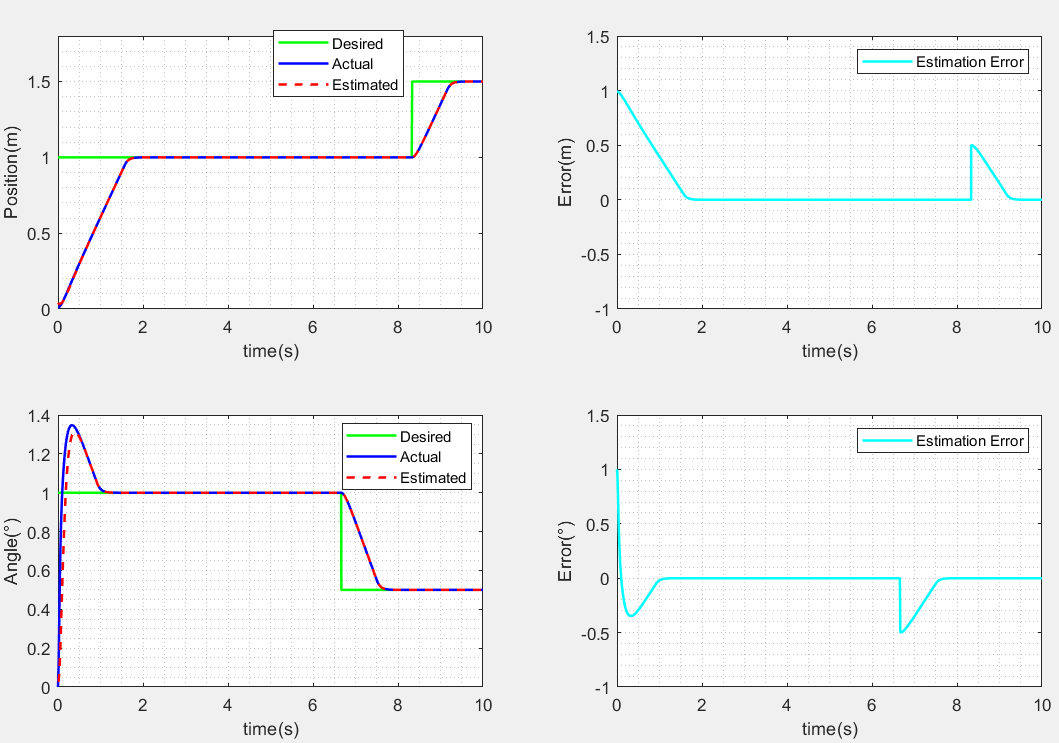 Desired
Actual
Estimated
1.5
1
0.5
0
Position(m)
0 2 4 6 8 10
time(s)
Estimation Error
1.5
1
0.5
0
-0.5
-1
Error(m)
0 2 4 6 8 10
time(s)
Desired
Actual
Estimated
1.4
1.2
1
0.8
0.6
0.4
0.2
0
Angle(°)
0 2 4 6 8 10
time(s)
Estimation Error
1.5
1
0.5
0
-0.5
-1
Error(°)
0 2 4 6 8 10
time(s)